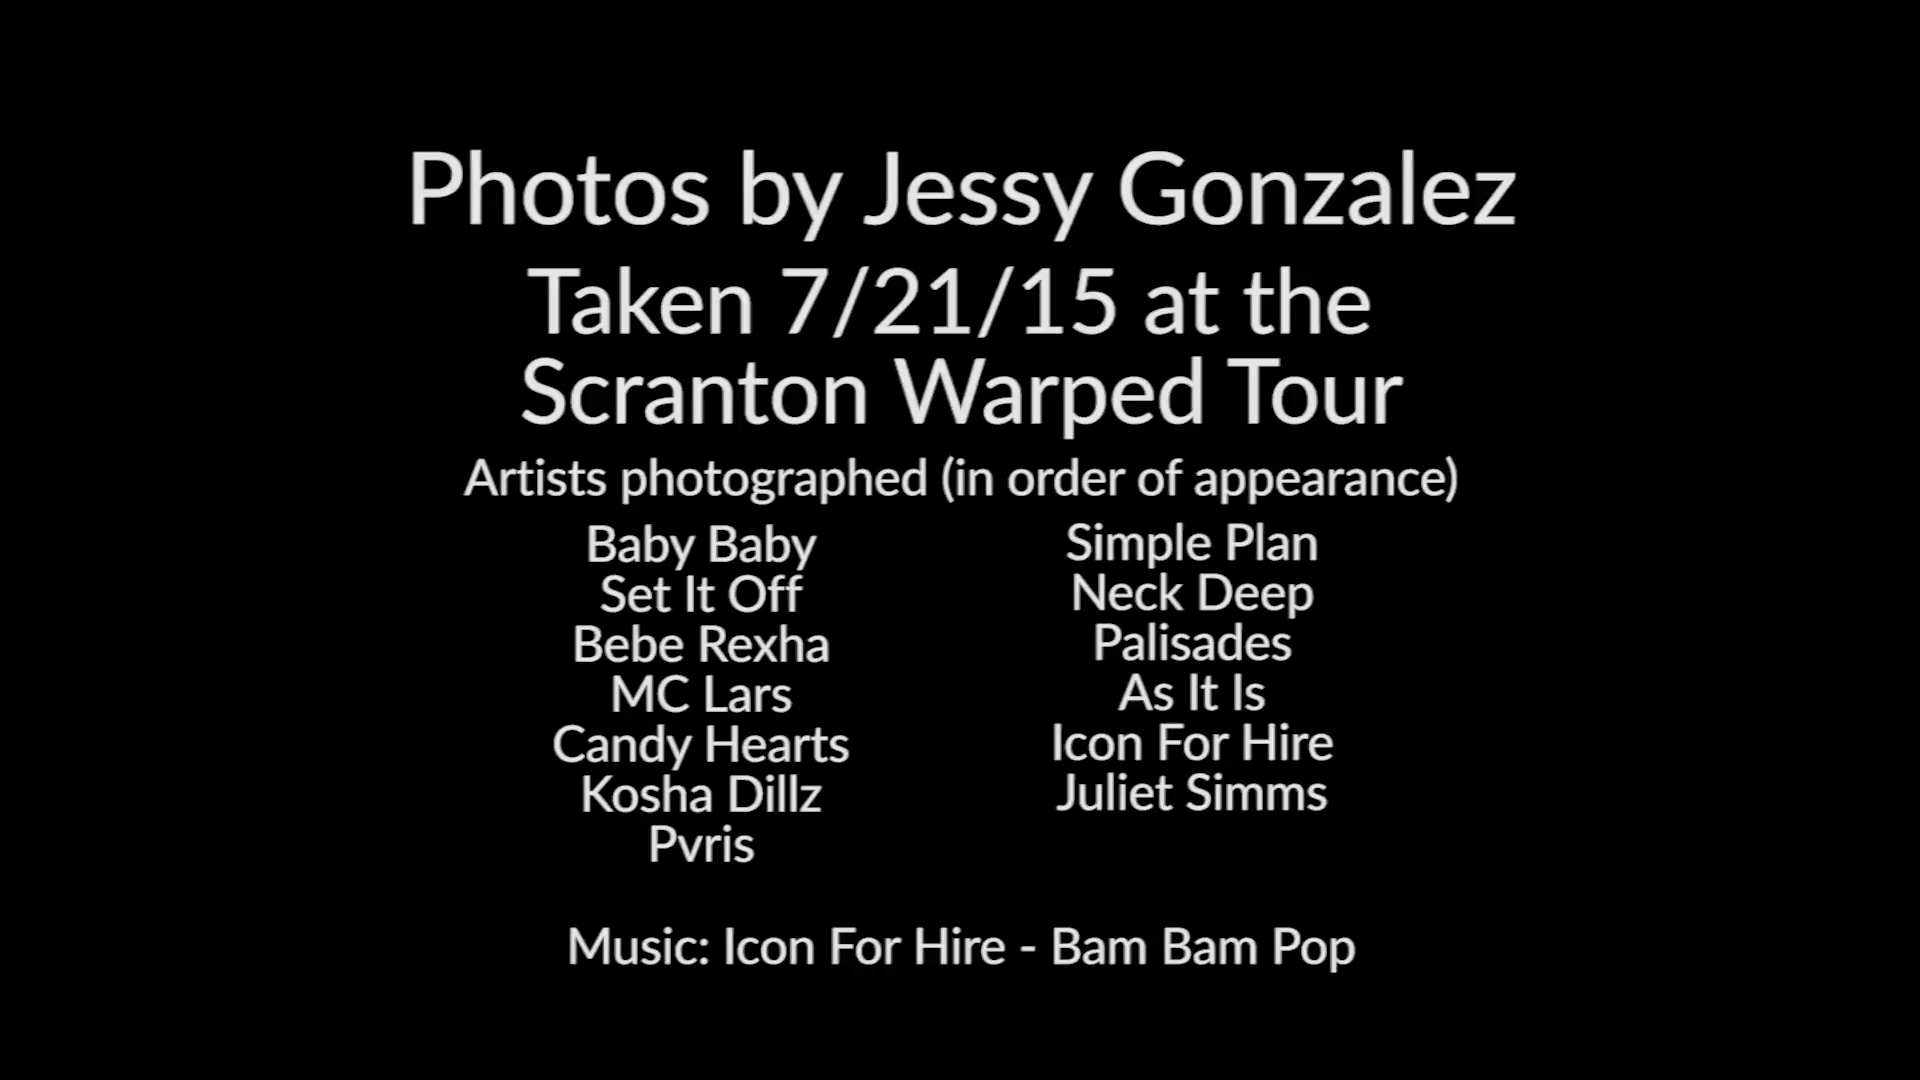 Photos by Jessy Gonzalez
Taken 7/21/15 at the
Scranton Warped Tour
Artists photographed (in order of appearance)
Baby Baby
Set It Off
Bebe Rexha
MC Lars
Candy Hearts
Kosha Dillz
Pvris
Simple Plan
Neck Deep
Palisades
As It Is
Icon For Hire
Juliet Simms
Music: Icon For Hire - Bam Bam Pop